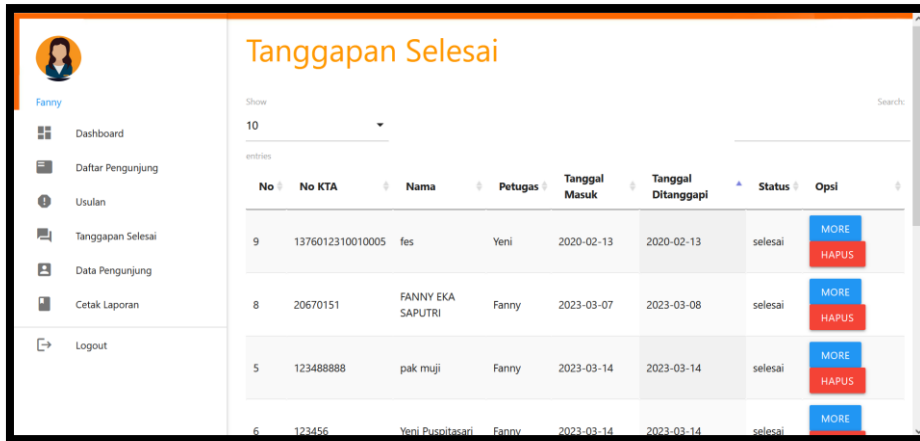 Tanggapan Selesai
Fanny
Dashboard
Daftar Pengunjung
Usulan
Tanggapan Selesai
Data Pengunjung
Cetak Laporan
Logout
Show
Search:
10
entries
No No KTA Nama Petugas Tanggal Masuk Tanggal Ditanggapi Status Opsi
9 1376012310010005 fes Yeni 2020-02-13 2020-02-13 selesai MORE
HAPUS
8 20670151 FANNY EKA SAPUTRI Fanny 2023-03-07 2023-03-08 selesai MORE
HAPUS
5 123488888 pak muji Fanny 2023-03-14 2023-03-14 selesai MORE
HAPUS
6 123456 Yeni Puspitasari Fanny 2023-03-14 2023-03-14 selesai MORE